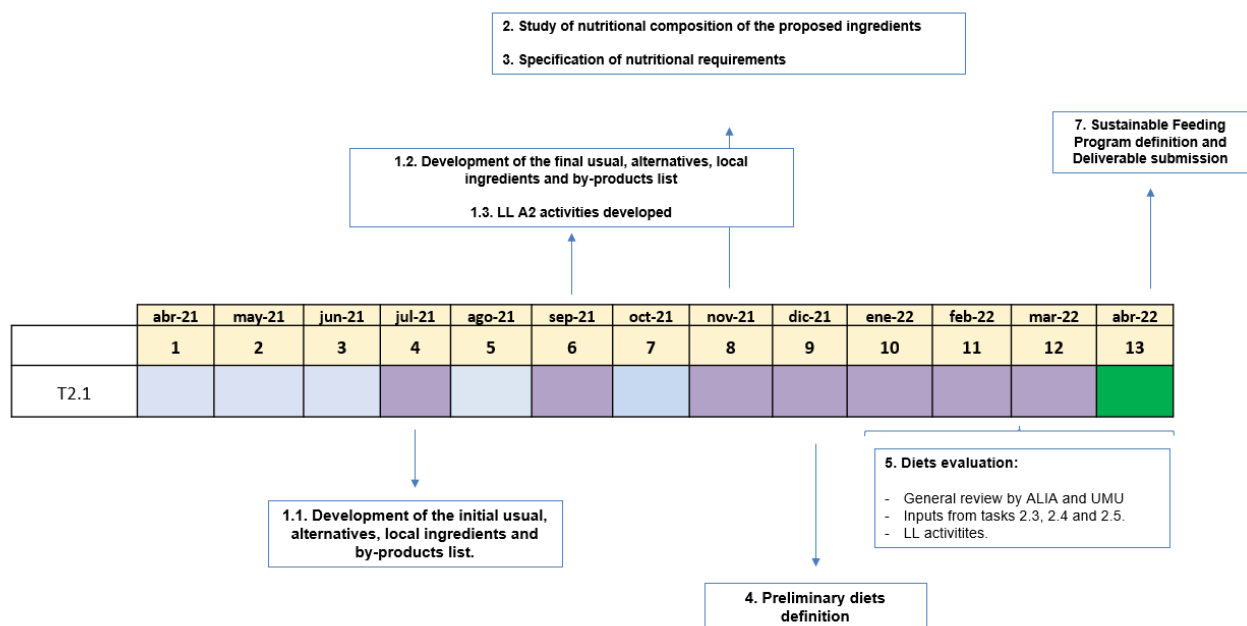 2. Study of nutritional composition of the proposed ingredients
3. Specification of nutritional requirements
7. Sustainable Feeding
Program definition and
Deliverable submission
1.2. Development of the final usual, alternatives, local
ingredients and by-products list
1.3. LL A2 activities developed
abr-21 may-21 jun-21 jul-21 ago-21 sep-21 oct-21 nov-21 dic-21 ene-22 feb-22 mar-22 abr-22
1 2 3 4 5 6 7 8 9 10 11 12 13
T2.1
5. Diets evaluation:
- General review by ALIA and UMU
- Inputs from tasks 2.3, 2.4 and 2.5.
- LL activitites.
1.1. Development of the initial usual,
alternatives, local ingredients and
by-products list.
4. Preliminary diets
definition